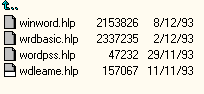 ..
winword.hlp 2153826 8/12/93
wrdbasic.hlp 2337235 2/12/93
wordpss.hlp 47232 29/11/93
wdleame.hlp 157067 11/11/93